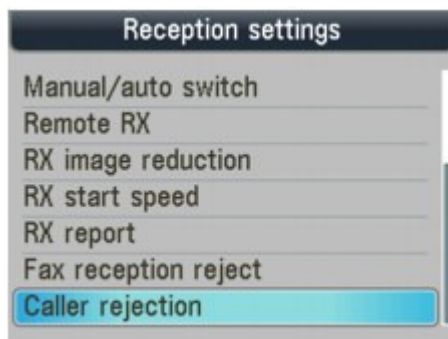 Reception settings
Manual/auto switch
Remote RX
RX image reduction
RX start speed
RX report
Fax reception reject
Caller rejection